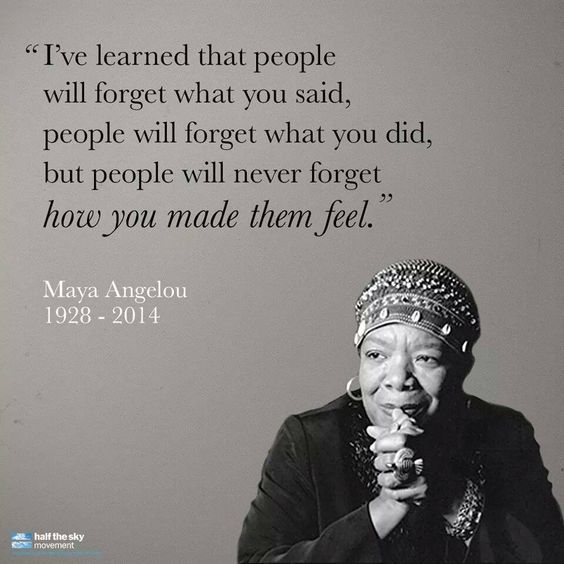 “ I’ve learned that people
will forget what you said,
people will forget what you did,
but people will never forget
how you made them feel.”
Maya Angelou
1928 - 2014
half the sky
movement